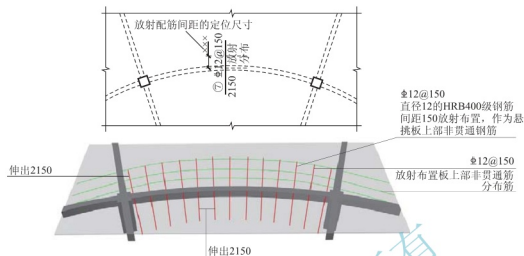 放射配筋间距的定位尺寸
×××
⑦ ⌀12@150
放射
分布
2150
⌀12@150
直径12的HRB400级钢筋
间距150放射布置，作为悬
挑板上部非贯通钢筋
⌀12@150
放射布置板上部非贯通筋
分布筋
伸出2150
伸出2150
有